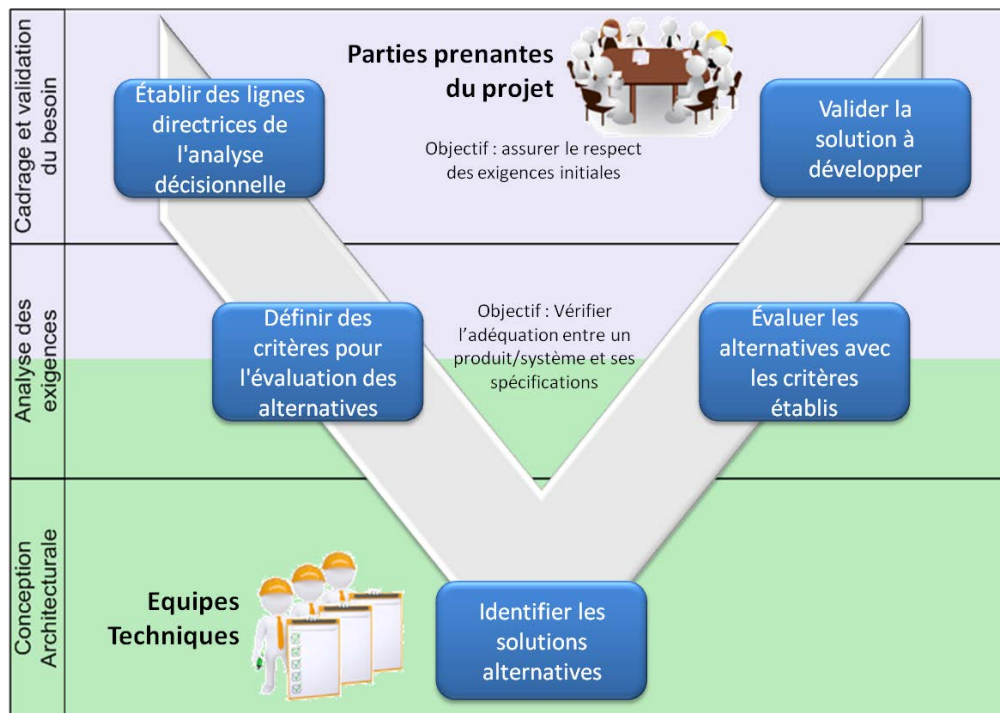 Cadrage et validation
du besoin
Établir des lignes
directrices de
l'analyse
décisionnelle
Parties prenantes
du projet
Objectif : assurer le respect
des exigences initiales
Valider la
solution à
développer
Analyse des
exigences
Définir des
critères pour
l'évaluation des
alternatives
Objectif : Vérifier
l'adéquation entre un
produit/système et ses
spécifications
Évaluer les
alternatives avec
les critères
établis
Conception
Architecturale
Equipes
Techniques
Identifier les
solutions
alternatives